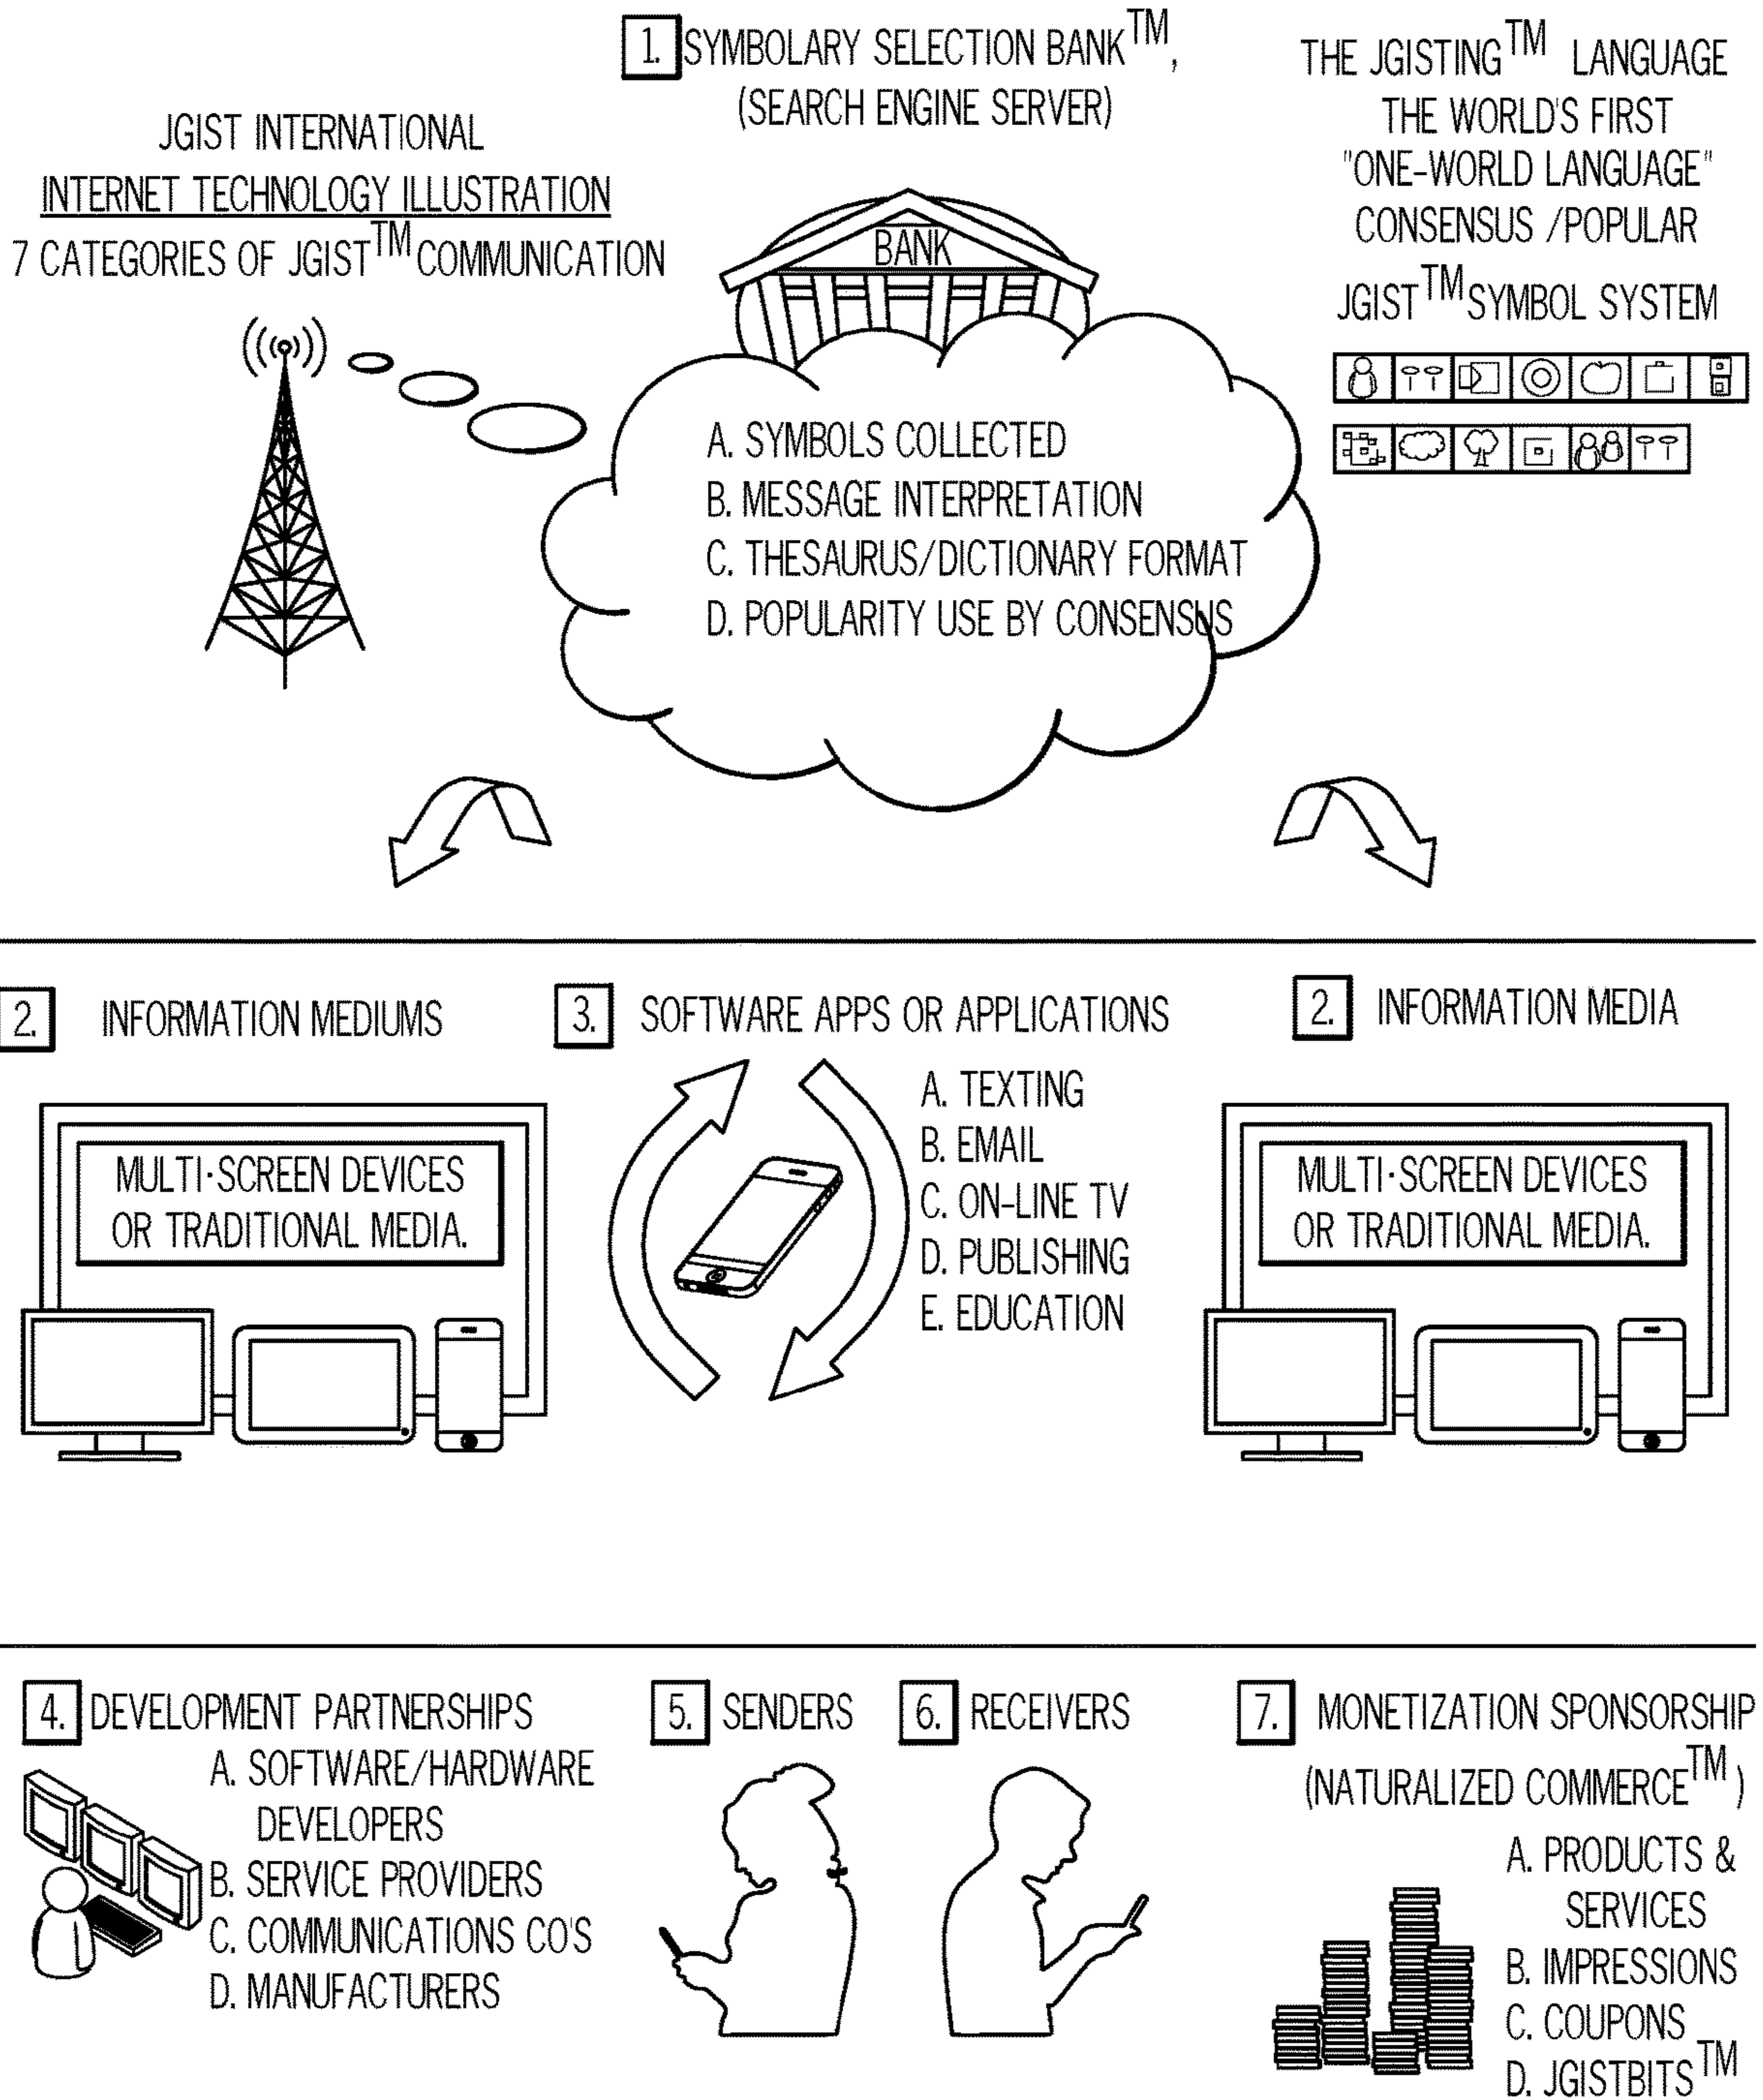 JGIST INTERNATIONAL
INTERNET TECHNOLOGY ILLUSTRATION
7 CATEGORIES OF JGIST™ COMMUNICATION
1. SYMBOLARY SELECTION BANK™,
(SEARCH ENGINE SERVER)
THE JGISTING™ LANGUAGE
THE WORLD'S FIRST
"ONE-WORLD LANGUAGE"
CONSENSUS /POPULAR
JGIST™ SYMBOL SYSTEM
BANK
A. SYMBOLS COLLECTED
B. MESSAGE INTERPRETATION
C. THESAURUS/DICTIONARY FORMAT
D. POPULARITY USE BY CONSENSUS
2. INFORMATION MEDIUMS
MULTI·SCREEN DEVICES
OR TRADITIONAL MEDIA.
3. SOFTWARE APPS OR APPLICATIONS
A. TEXTING
B. EMAIL
C. ON-LINE TV
D. PUBLISHING
E. EDUCATION
2. INFORMATION MEDIA
MULTI·SCREEN DEVICES
OR TRADITIONAL MEDIA.
4. DEVELOPMENT PARTNERSHIPS
A. SOFTWARE/HARDWARE
DEVELOPERS
B. SERVICE PROVIDERS
C. COMMUNICATIONS CO'S
D. MANUFACTURERS
5. SENDERS
6. RECEIVERS
7. MONETIZATION SPONSORSHIP
(NATURALIZED COMMERCE™)
A. PRODUCTS &
SERVICES
B. IMPRESSIONS
C. COUPONS
D. JGISTBITS™